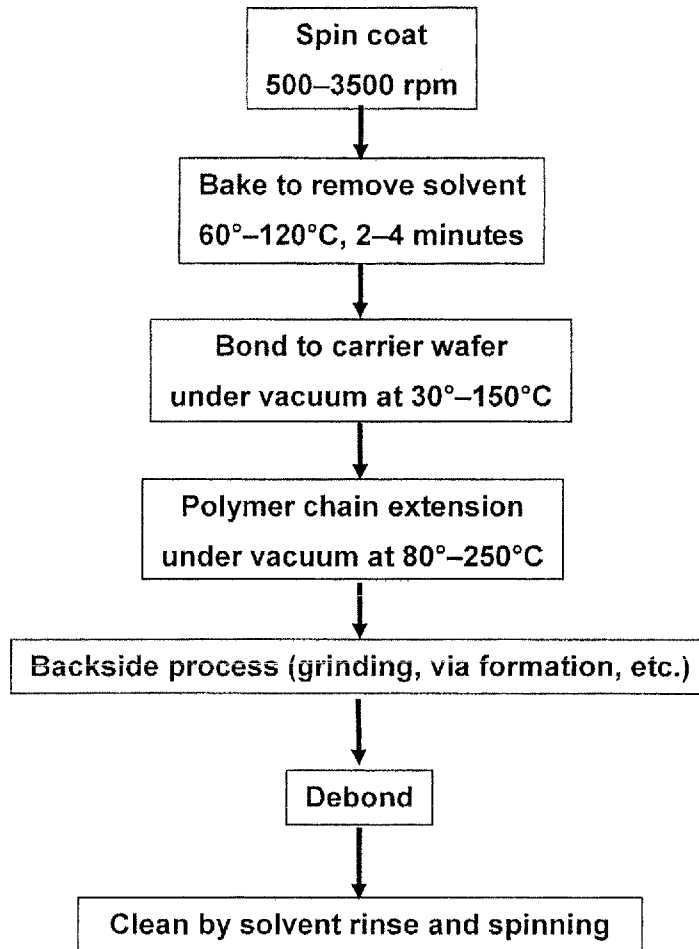 Spin coat
500–3500 rpm
Bake to remove solvent
60°–120°C, 2–4 minutes
Bond to carrier wafer
under vacuum at 30°–150°C
Polymer chain extension
under vacuum at 80°–250°C
Backside process (grinding, via formation, etc.)
Debond
Clean by solvent rinse and spinning